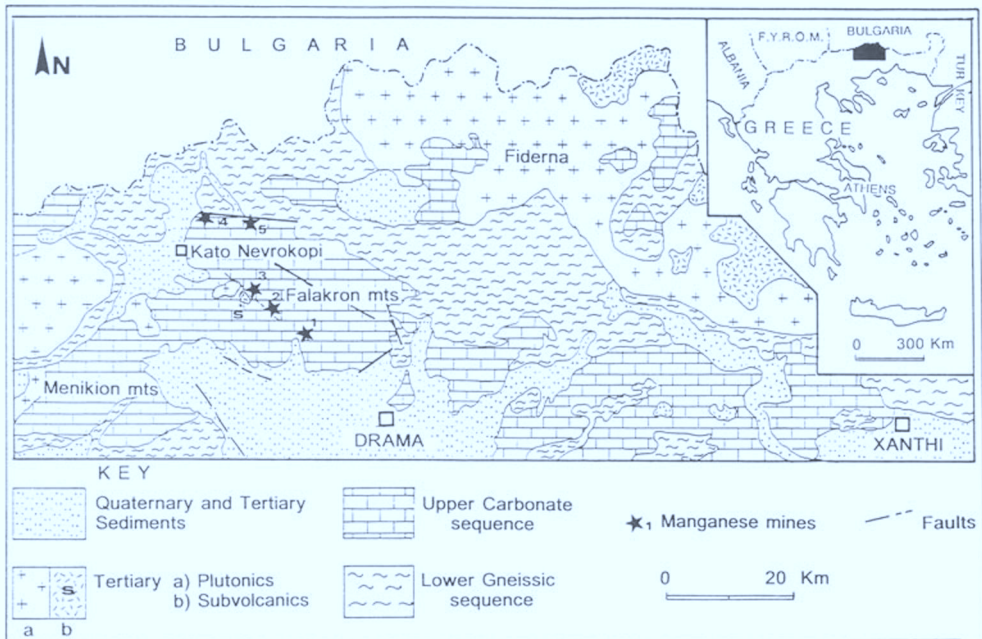 N
BULGARIA
F.Y.R.O.M.
BULGARIA
ALBANIA
TURKEY
GREECE
ATHENS
0 300 Km
Fiderna
4
5
Kato Nevrokopi
3
Falakron mts
2
S
1
Menikion mts
DRAMA
XANTHI
KEY
Quaternary and Tertiary
Sediments
Upper Carbonate
sequence
1 Manganese mines
Faults
S
Tertiary a) Plutonics
b) Subvolcanics
a b
Lower Gneissic
sequence
0 20 Km